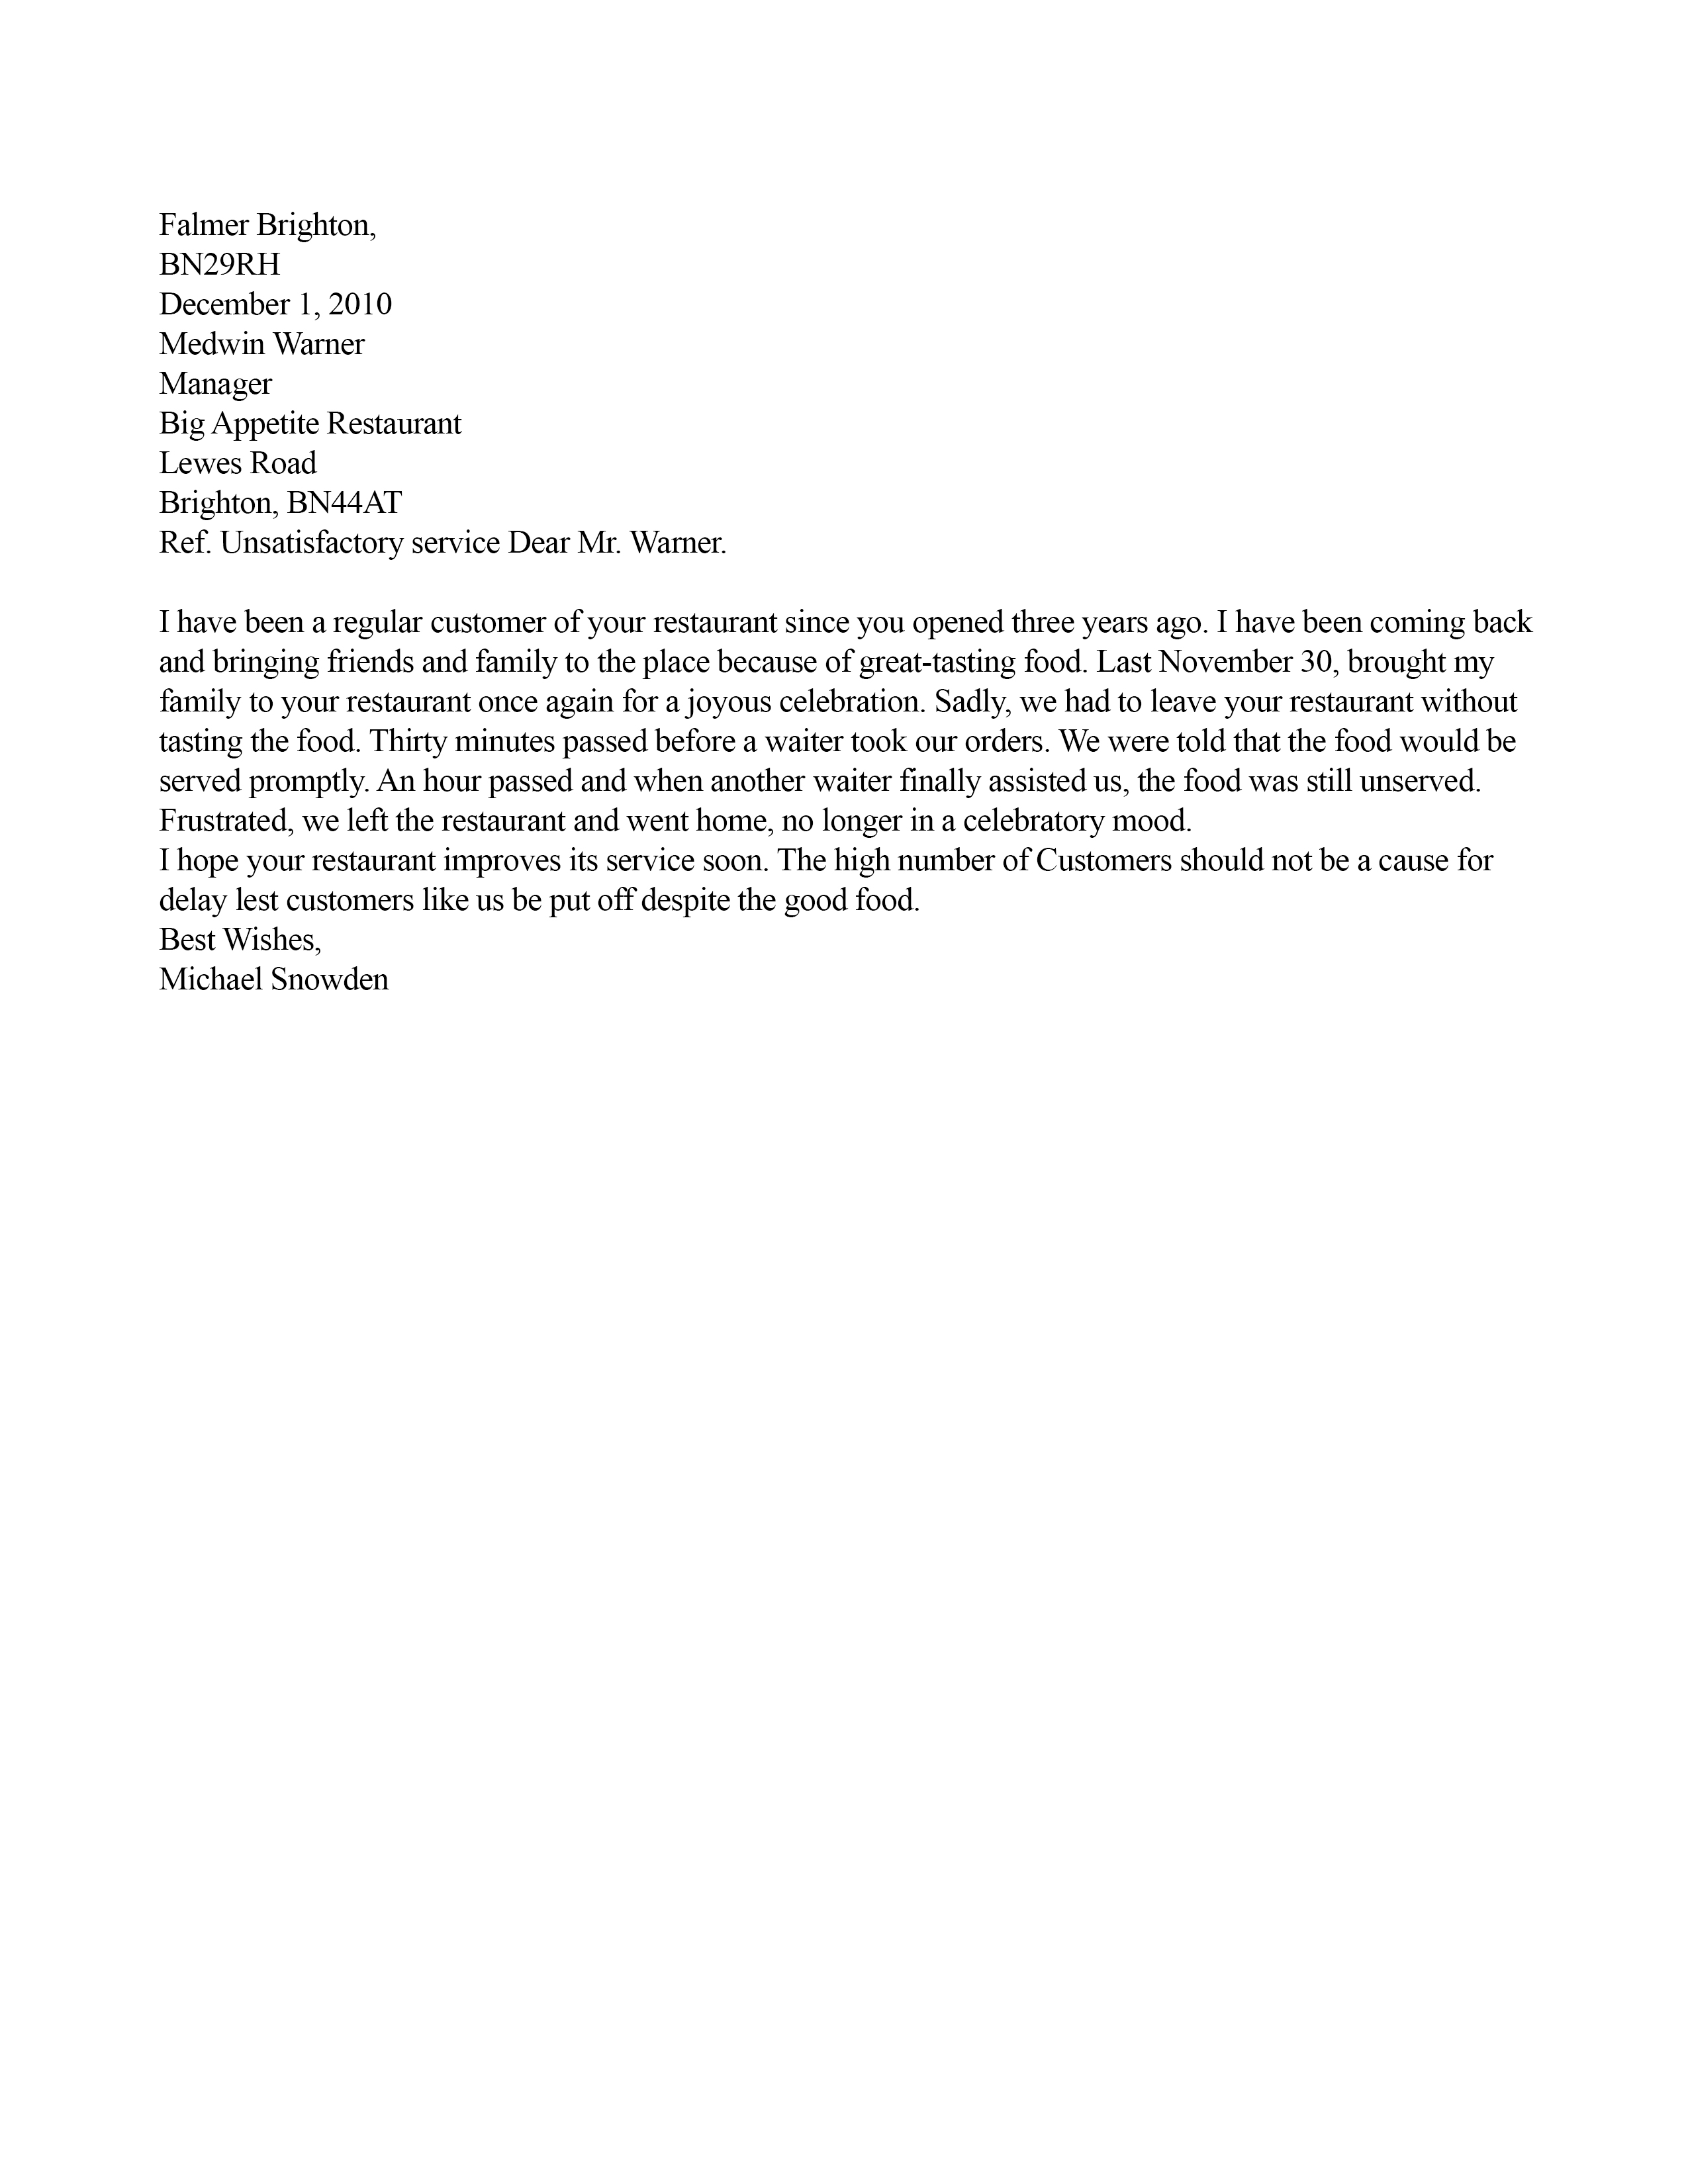 Falmer Brighton,
BN29RH
December 1, 2010
Medwin Warner
Manager
Big Appetite Restaurant
Lewes Road
Brighton, BN44AT
Ref. Unsatisfactory service Dear Mr. Warner.
I have been a regular customer of your restaurant since you opened three years ago. I have been coming back
and bringing friends and family to the place because of great-tasting food. Last November 30, brought my
family to your restaurant once again for a joyous celebration. Sadly, we had to leave your restaurant without
tasting the food. Thirty minutes passed before a waiter took our orders. We were told that the food would be
served promptly. An hour passed and when another waiter finally assisted us, the food was still unserved.
Frustrated, we left the restaurant and went home, no longer in a celebratory mood.
I hope your restaurant improves its service soon. The high number of Customers should not be a cause for
delay lest customers like us be put off despite the good food.
Best Wishes,
Michael Snowden